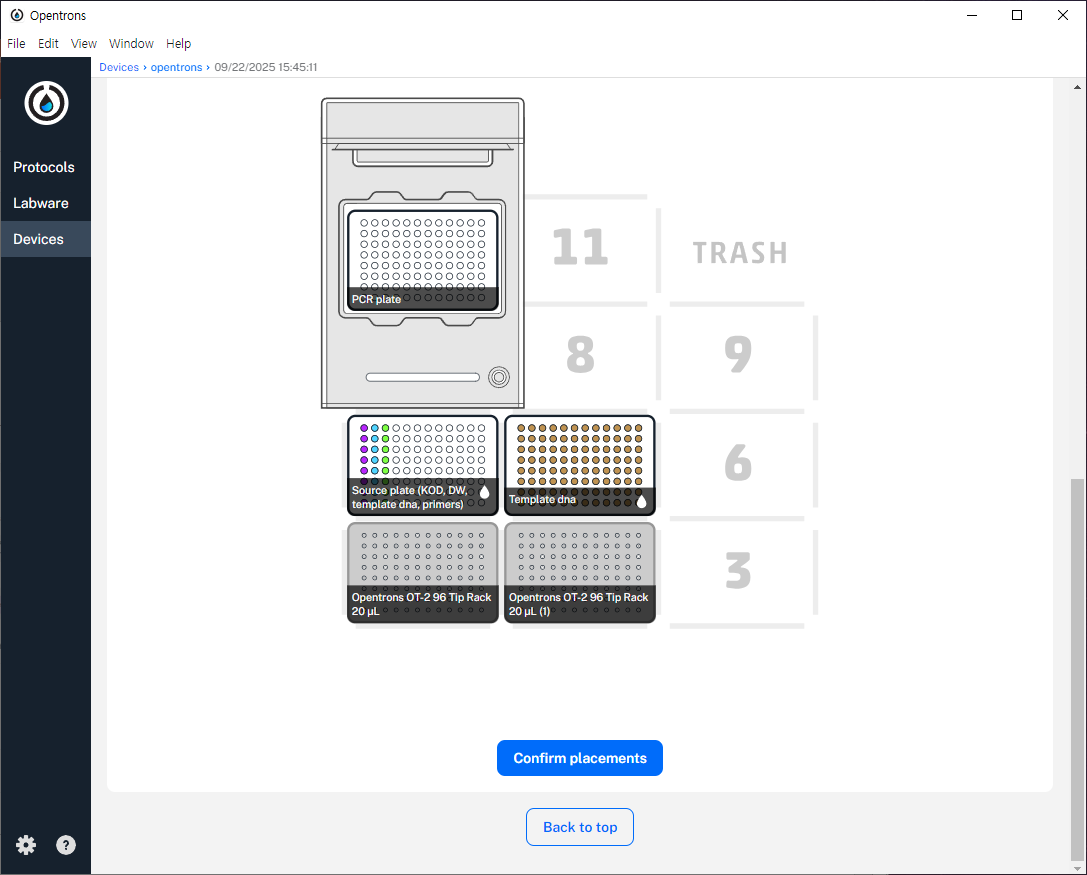 Opentrons
File Edit View Window Help
Devices › opentrons › 09/22/2025 15:45:11
Protocols
Labware
Devices
PCR plate
11
TRASH
8
9
Source plate (KOD, DW,
template dna, primers)
Template dna
6
Opentrons OT-2 96 Tip Rack
20 µL
Opentrons OT-2 96 Tip Rack
20 µL (1)
3
Confirm placements
Back to top
?